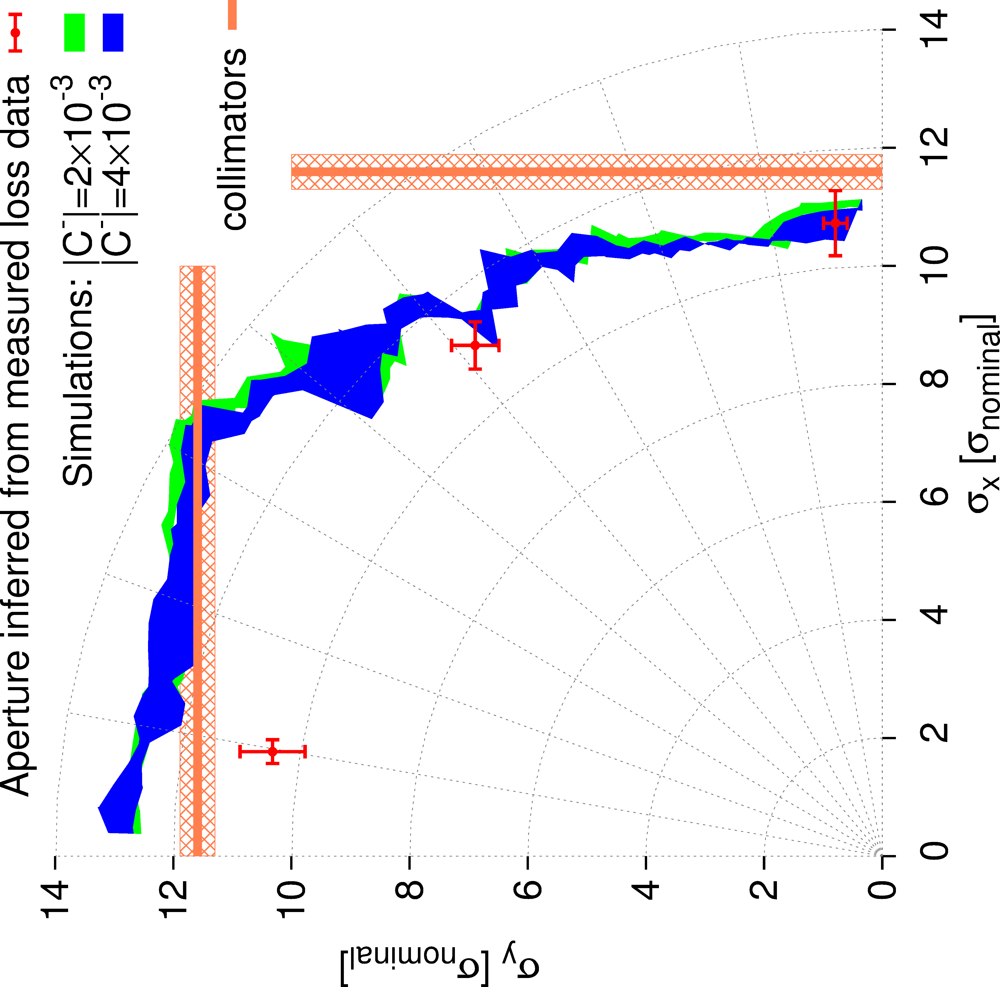 Aperture inferred from measured loss data
Simulations: |C⁻|=2×10⁻³
|C⁻|=4×10⁻³
collimators
14
12
10
8
6
4
2
0
σy [σnominal]
0 2 4 6 8 10 12 14
σx [σnominal]